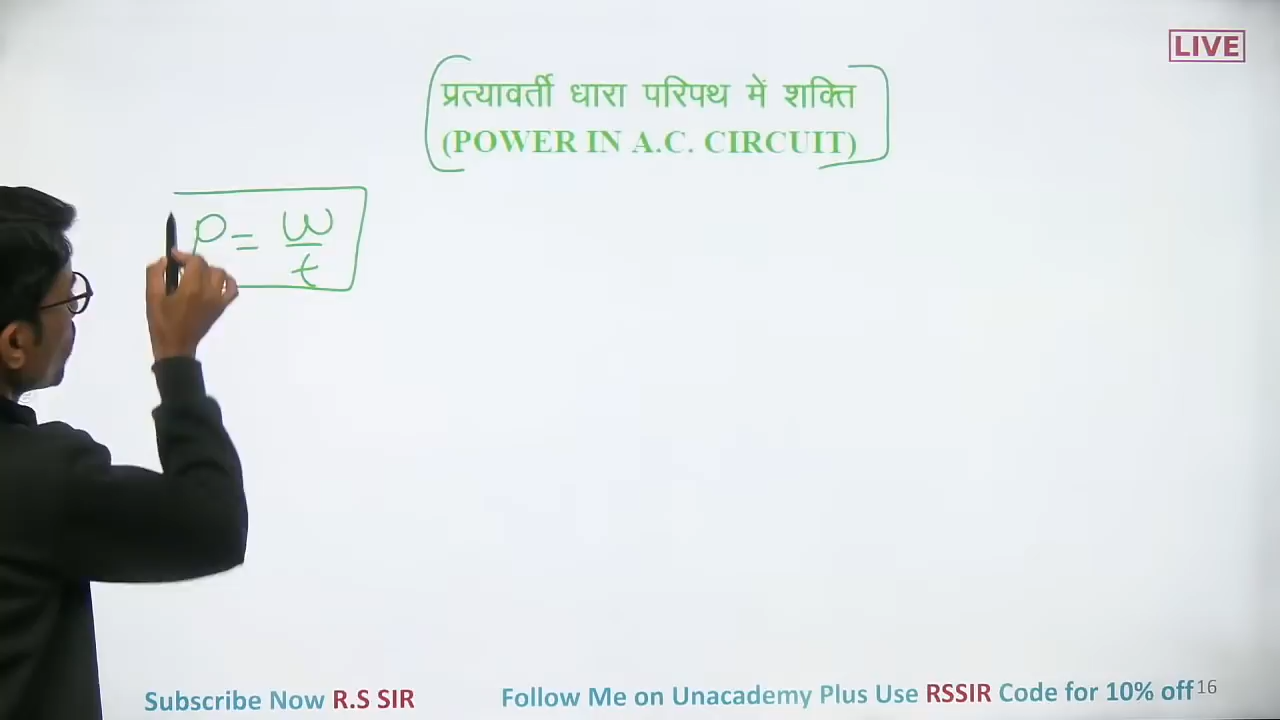 LIVE
प्रत्यावर्ती धारा परिपथ में शक्ति
(POWER IN A.C. CIRCUIT)
P = W
t
Subscribe Now R.S SIR
Follow Me on Unacademy Plus Use RSSIR Code for 10% off 16